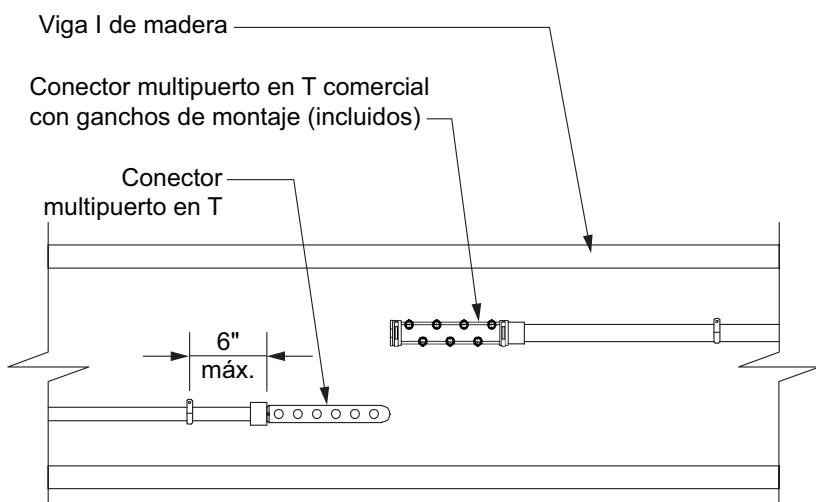 Viga I de madera
Conector multipuerto en T comercial
con ganchos de montaje (incluidos)
Conector
multipuerto en T
6"
máx.